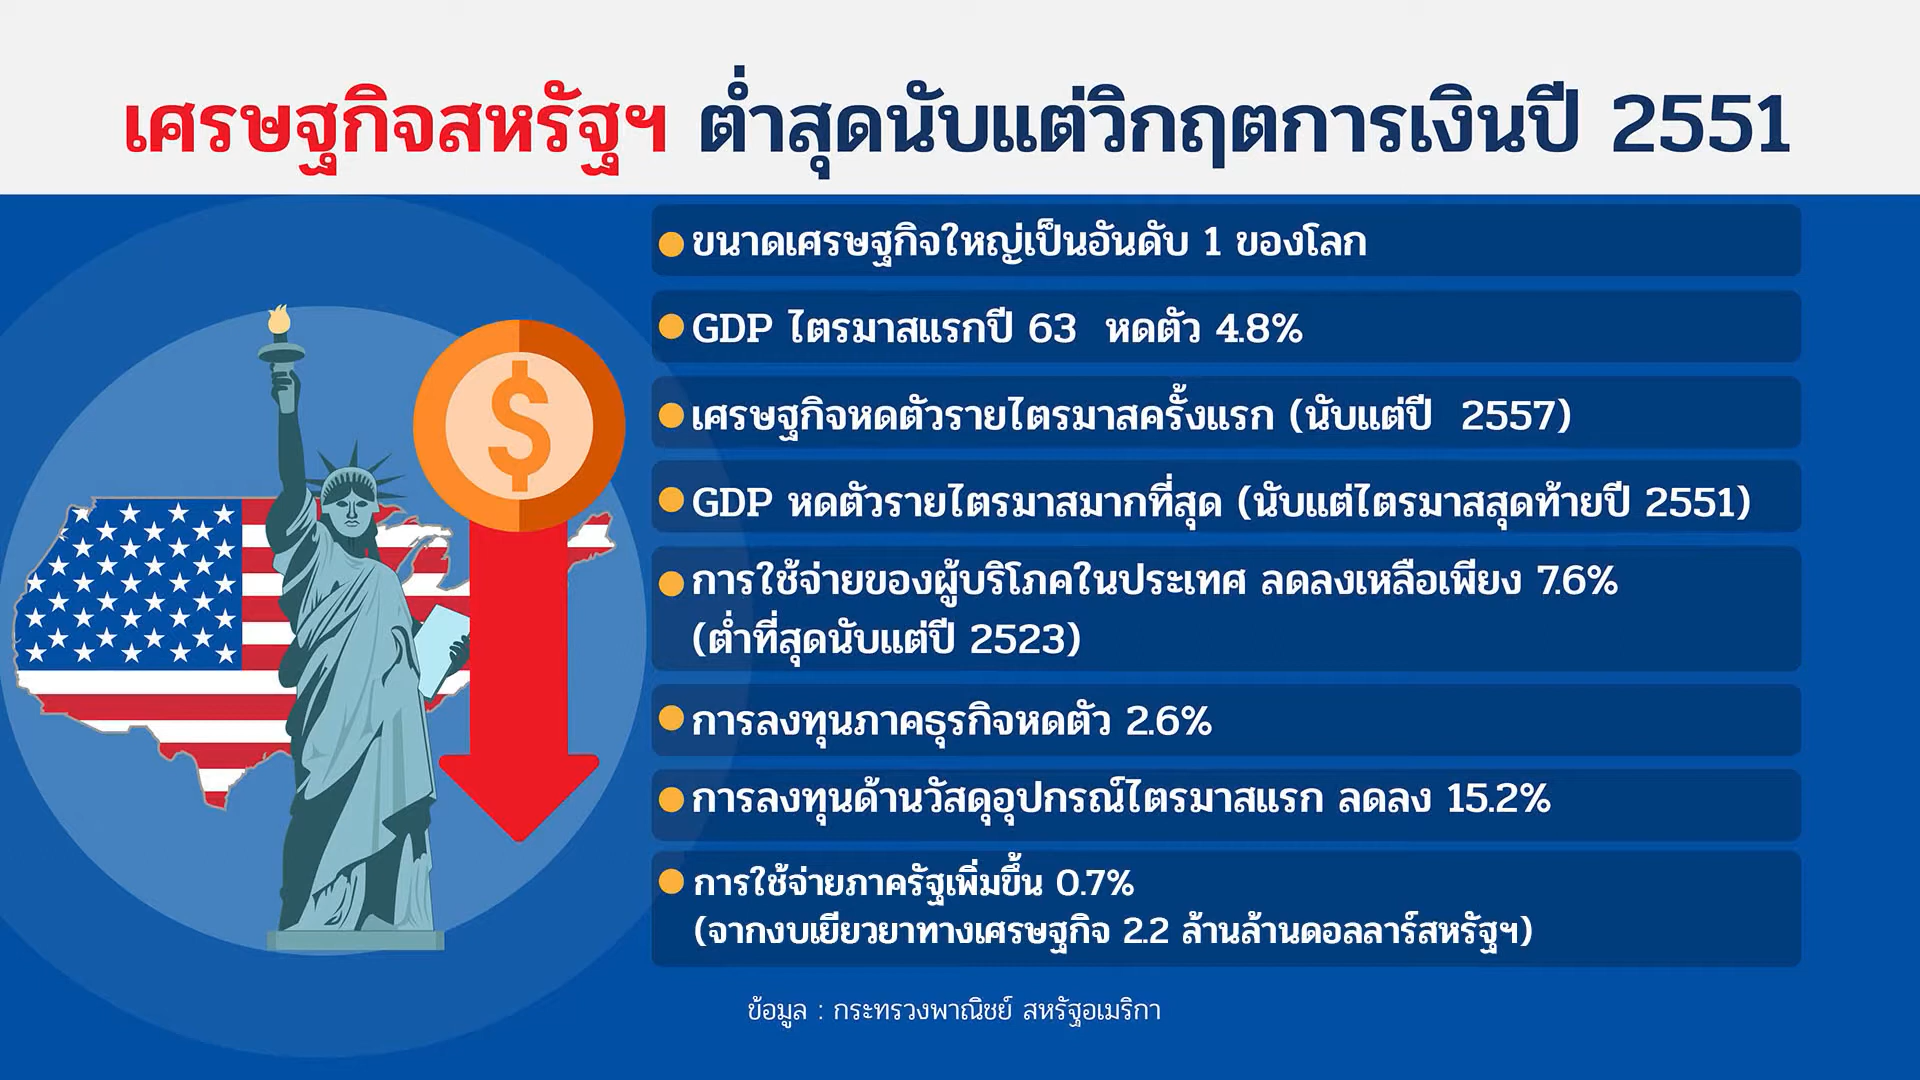 เศรษฐกิจสหรัฐฯ ต่ำสุดนับแต่วิกฤตการเงินปี 2551
ขนาดเศรษฐกิจใหญ่เป็นอันดับ 1 ของโลก
GDP ไตรมาสแรกปี 63 หดตัว 4.8%
เศรษฐกิจหดตัวรายไตรมาสครั้งแรก (นับแต่ปี 2557)
GDP หดตัวรายไตรมาสมากที่สุด (นับแต่ไตรมาสสุดท้ายปี 2551)
การใช้จ่ายของผู้บริโภคในประเทศ ลดลงเหลือเพียง 7.6%
(ต่ำที่สุดนับแต่ปี 2523)
การลงทุนภาคธุรกิจหดตัว 2.6%
การลงทุนด้านวัสดุอุปกรณ์ไตรมาสแรก ลดลง 15.2%
การใช้จ่ายภาครัฐเพิ่มขึ้น 0.7%
(จากงบเยียวยาทางเศรษฐกิจ 2.2 ล้านล้านดอลลาร์สหรัฐฯ)
ข้อมูล : กระทรวงพาณิชย์ สหรัฐอเมริกา
$